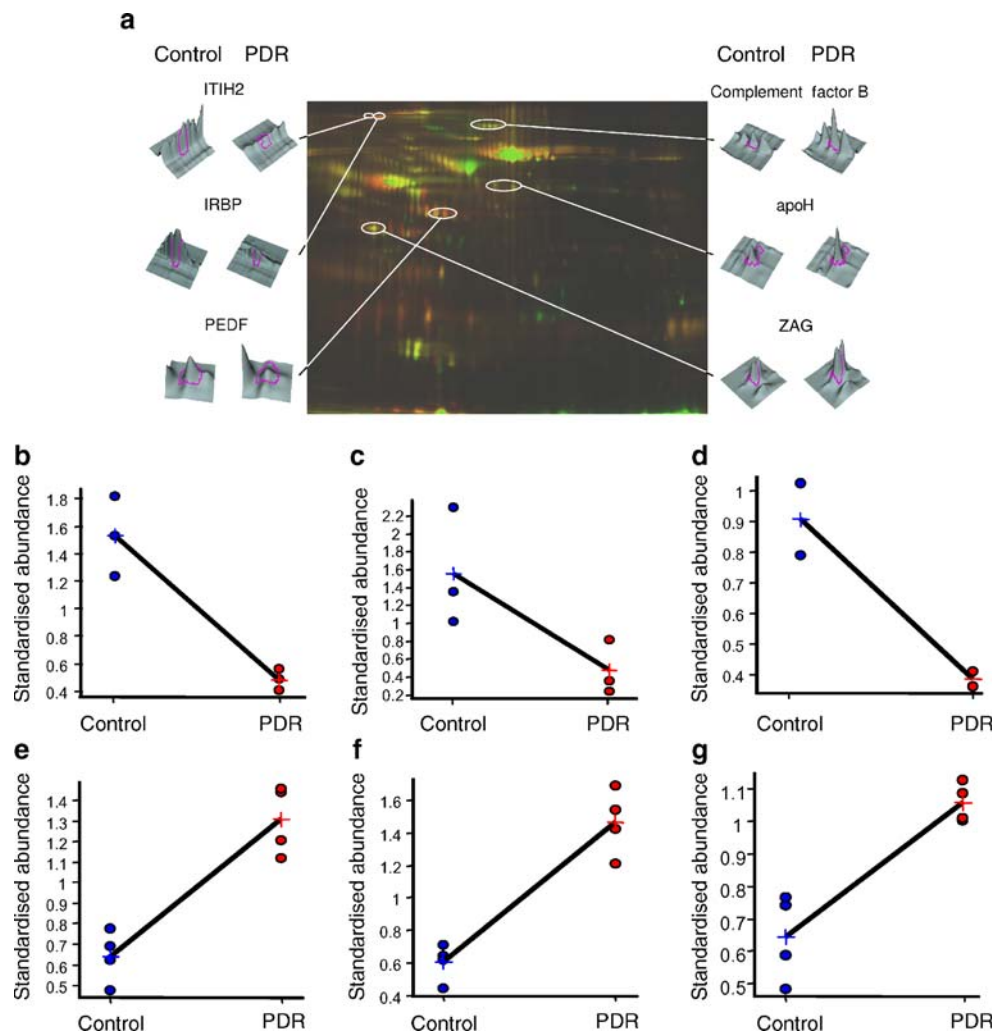 a
Control PDR
Control PDR
ITIH2
Complement factor B
IRBP
apoH
PEDF
ZAG
b
Standardised abundance
1.8
1.6
1.4
1.2
1
0.8
0.6
0.4
Control PDR
c
Standardised abundance
2.2
2
1.8
1.6
1.4
1.2
1
0.8
0.6
0.4
0.2
Control PDR
d
Standardised abundance
1
0.9
0.8
0.7
0.6
0.5
0.4
Control PDR
e
Standardised abundance
1.4
1.3
1.2
1.1
1
0.9
0.8
0.7
0.6
0.5
Control PDR
f
Standardised abundance
1.6
1.4
1.2
1
0.8
0.6
0.4
Control PDR
g
Standardised abundance
1.1
1
0.9
0.8
0.7
0.6
0.5
Control PDR